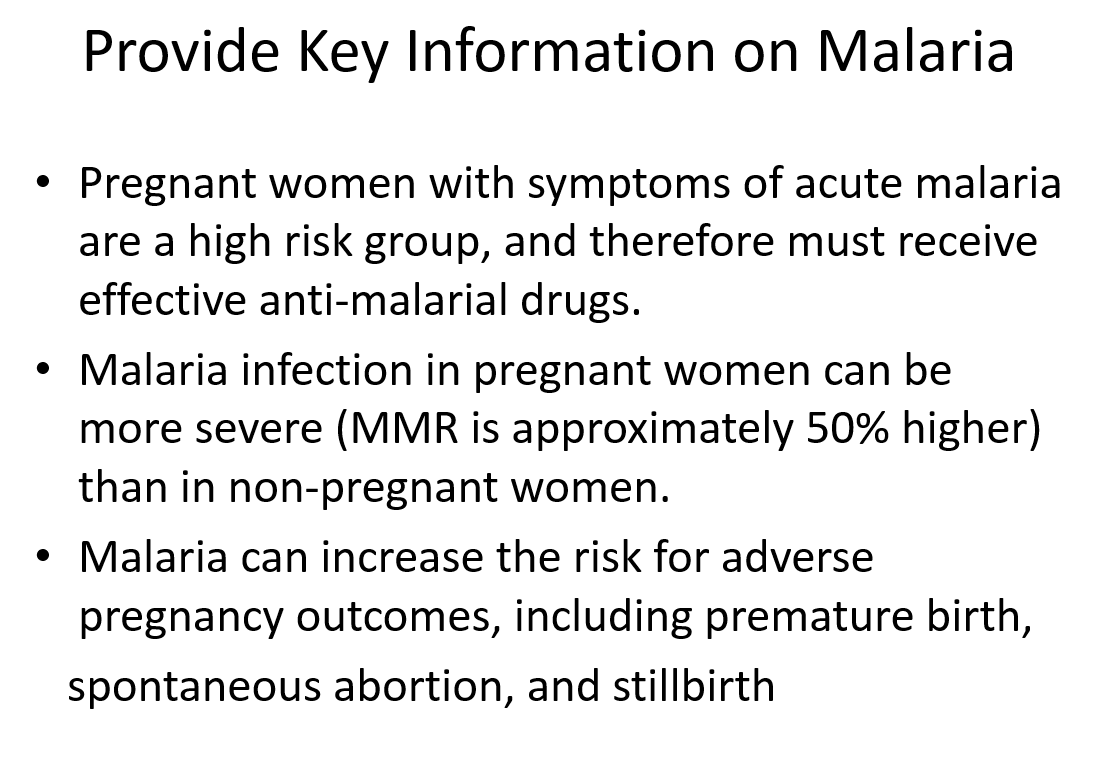 Provide Key Information on Malaria
• Pregnant women with symptoms of acute malaria
are a high risk group, and therefore must receive
effective anti-malarial drugs.
• Malaria infection in pregnant women can be
more severe (MMR is approximately 50% higher)
than in non-pregnant women.
• Malaria can increase the risk for adverse
pregnancy outcomes, including premature birth,
spontaneous abortion, and stillbirth